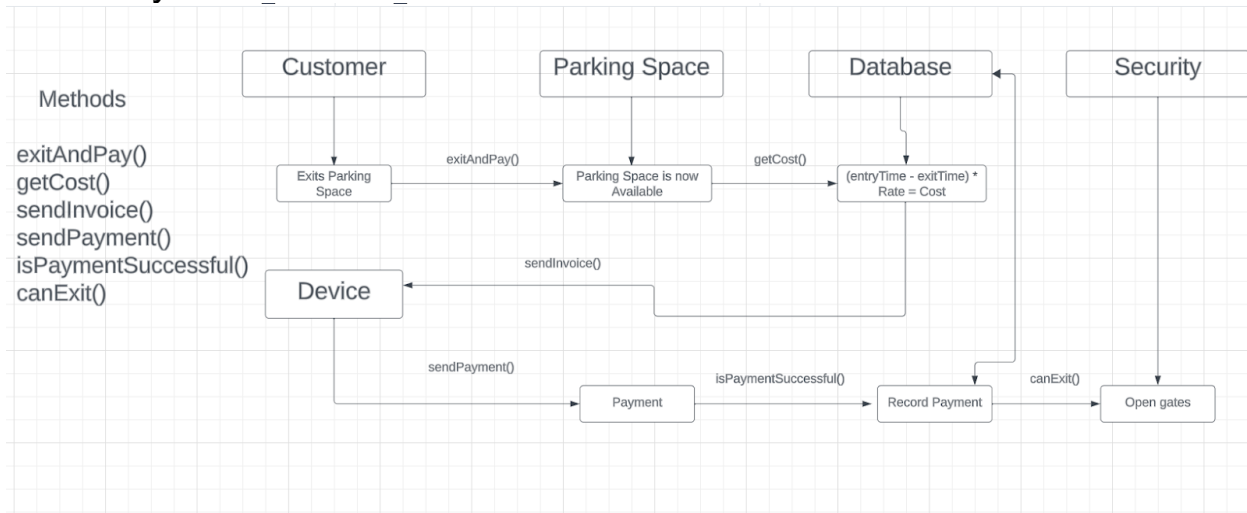 Customer
Parking Space
Database
Security
Methods
exitAndPay()
getCost()
sendInvoice()
sendPayment()
isPaymentSuccessful()
canExit()
Exits Parking
Space
exitAndPay()
Parking Space is now
Available
getCost()
(entryTime - exitTime) *
Rate = Cost
sendInvoice()
Device
sendPayment()
Payment
isPaymentSuccessful()
Record Payment
canExit()
Open gates